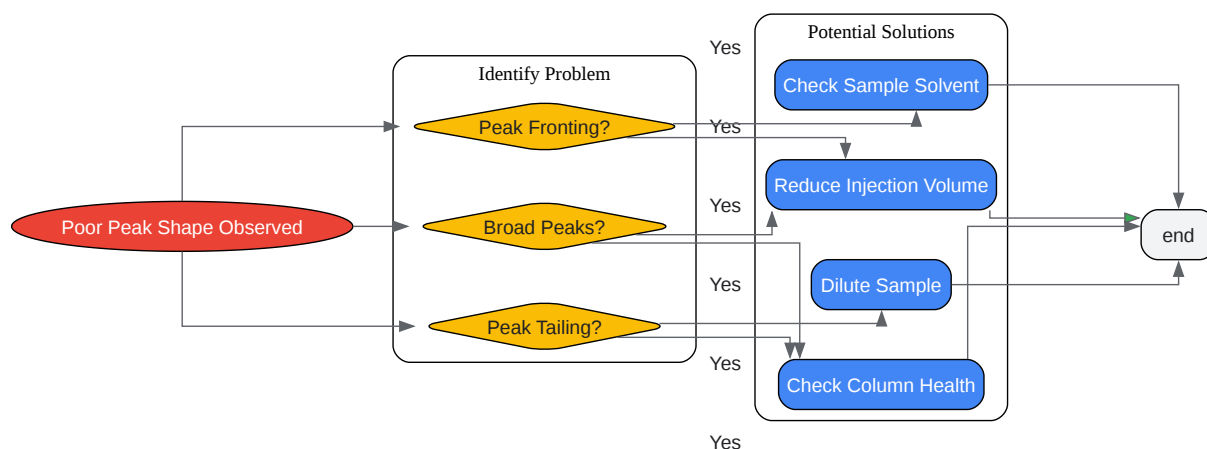 Potential Solutions
Yes
Identify Problem
Check Sample Solvent
Peak Fronting?
Yes
Reduce Injection Volume
Yes
Poor Peak Shape Observed
Broad Peaks?
end
Yes
Dilute Sample
Peak Tailing?
Yes
Check Column Health
Yes